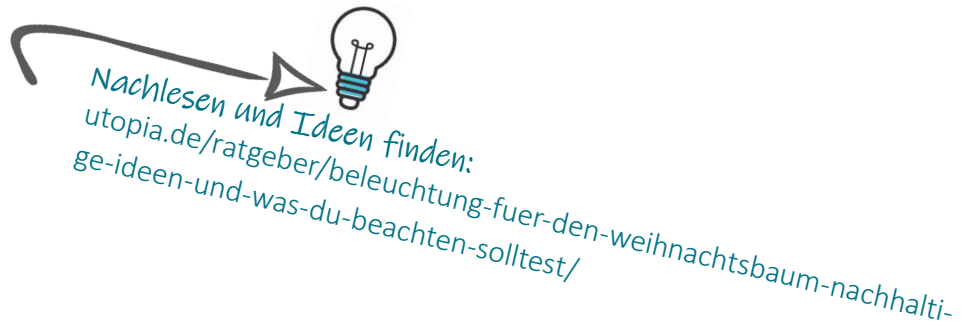 Nachlesen und Ideen finden:
utopia.de/ratgeber/beleuchtung-fuer-den-weihnachtsbaum-nachhalti-
ge-ideen-und-was-du-beachten-solltest/